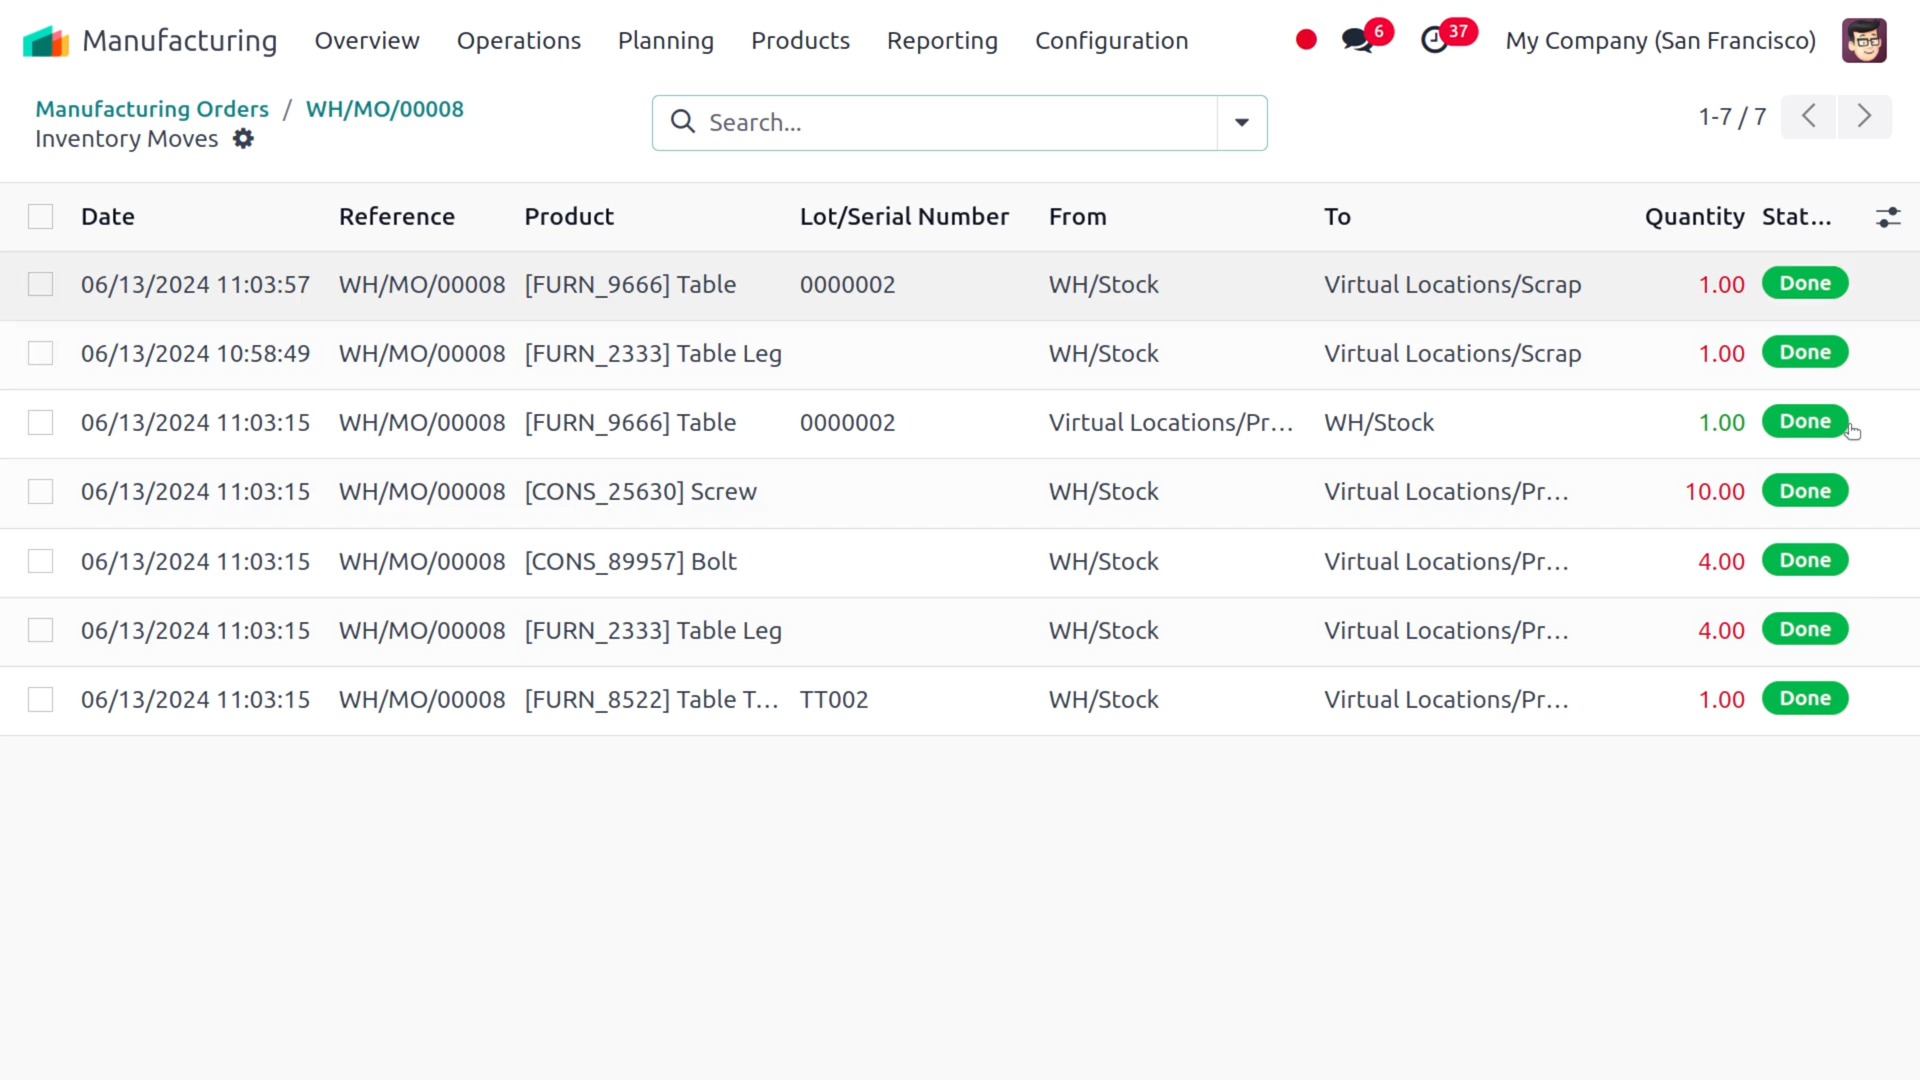 Manufacturing Overview Operations Planning Products Reporting Configuration 6 37 My Company (San Francisco)
Manufacturing Orders / WH/MO/00008
Inventory Moves
Search...
1-7 / 7
Date Reference Product Lot/Serial Number From To Quantity Stat...
06/13/2024 11:03:57 WH/MO/00008 [FURN_9666] Table 0000002 WH/Stock Virtual Locations/Scrap 1.00 Done
06/13/2024 10:58:49 WH/MO/00008 [FURN_2333] Table Leg WH/Stock Virtual Locations/Scrap 1.00 Done
06/13/2024 11:03:15 WH/MO/00008 [FURN_9666] Table 0000002 Virtual Locations/Pr... WH/Stock 1.00 Done
06/13/2024 11:03:15 WH/MO/00008 [CONS_25630] Screw WH/Stock Virtual Locations/Pr... 10.00 Done
06/13/2024 11:03:15 WH/MO/00008 [CONS_89957] Bolt WH/Stock Virtual Locations/Pr... 4.00 Done
06/13/2024 11:03:15 WH/MO/00008 [FURN_2333] Table Leg WH/Stock Virtual Locations/Pr... 4.00 Done
06/13/2024 11:03:15 WH/MO/00008 [FURN_8522] Table T... TT002 WH/Stock Virtual Locations/Pr... 1.00 Done